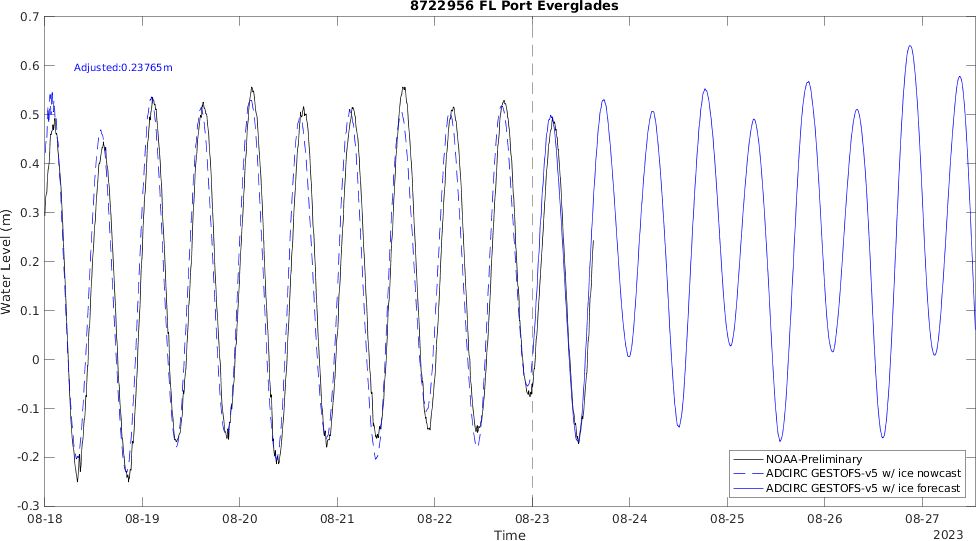 8722956 FL Port Everglades
Adjusted:0.23765m
Water Level (m)
0.7
0.6
0.5
0.4
0.3
0.2
0.1
0
-0.1
-0.2
-0.3
NOAA-Preliminary
ADCIRC GESTOFS-v5 w/ ice nowcast
ADCIRC GESTOFS-v5 w/ ice forecast
08-18 08-19 08-20 08-21 08-22 08-23 08-24 08-25 08-26 08-27
Time
2023